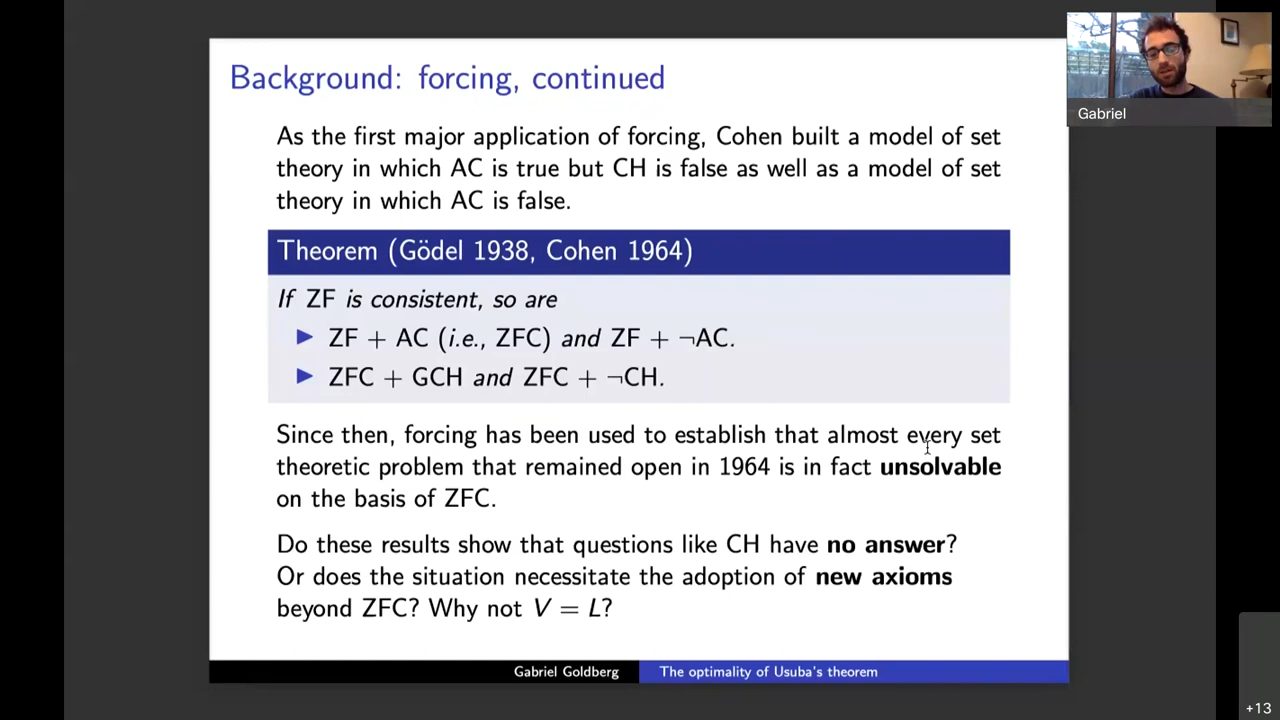 Background: forcing, continued
As the first major application of forcing, Cohen built a model of set
theory in which AC is true but CH is false as well as a model of set
theory in which AC is false.
Theorem (Gödel 1938, Cohen 1964)
If ZF is consistent, so are
▶ ZF + AC (i.e., ZFC) and ZF + ¬AC.
▶ ZFC + GCH and ZFC + ¬CH.
Since then, forcing has been used to establish that almost every set
theoretic problem that remained open in 1964 is in fact unsolvable
on the basis of ZFC.
Do these results show that questions like CH have no answer?
Or does the situation necessitate the adoption of new axioms
beyond ZFC? Why not V = L?
Gabriel Goldberg
The optimality of Usuba's theorem
Gabriel
+13